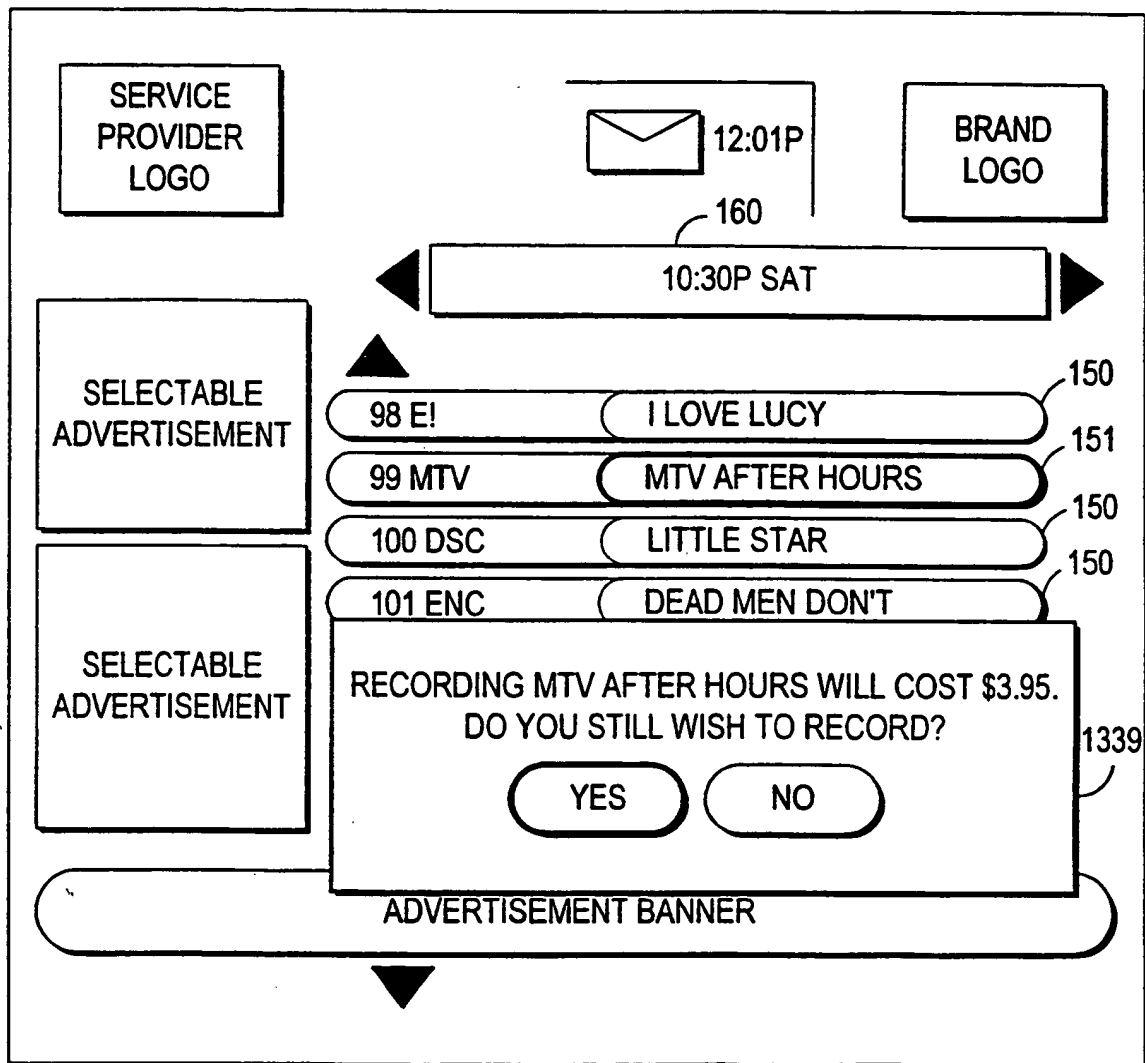 SERVICE
PROVIDER
LOGO
12:01P
BRAND
LOGO
160
10:30P SAT
SELECTABLE
ADVERTISEMENT
150
98 E! I LOVE LUCY
151
99 MTV MTV AFTER HOURS
150
100 DSC LITTLE STAR
150
101 ENC DEAD MEN DON'T
SELECTABLE
ADVERTISEMENT
RECORDING MTV AFTER HOURS WILL COST $3.95.
DO YOU STILL WISH TO RECORD?
1339
YES NO
ADVERTISEMENT BANNER